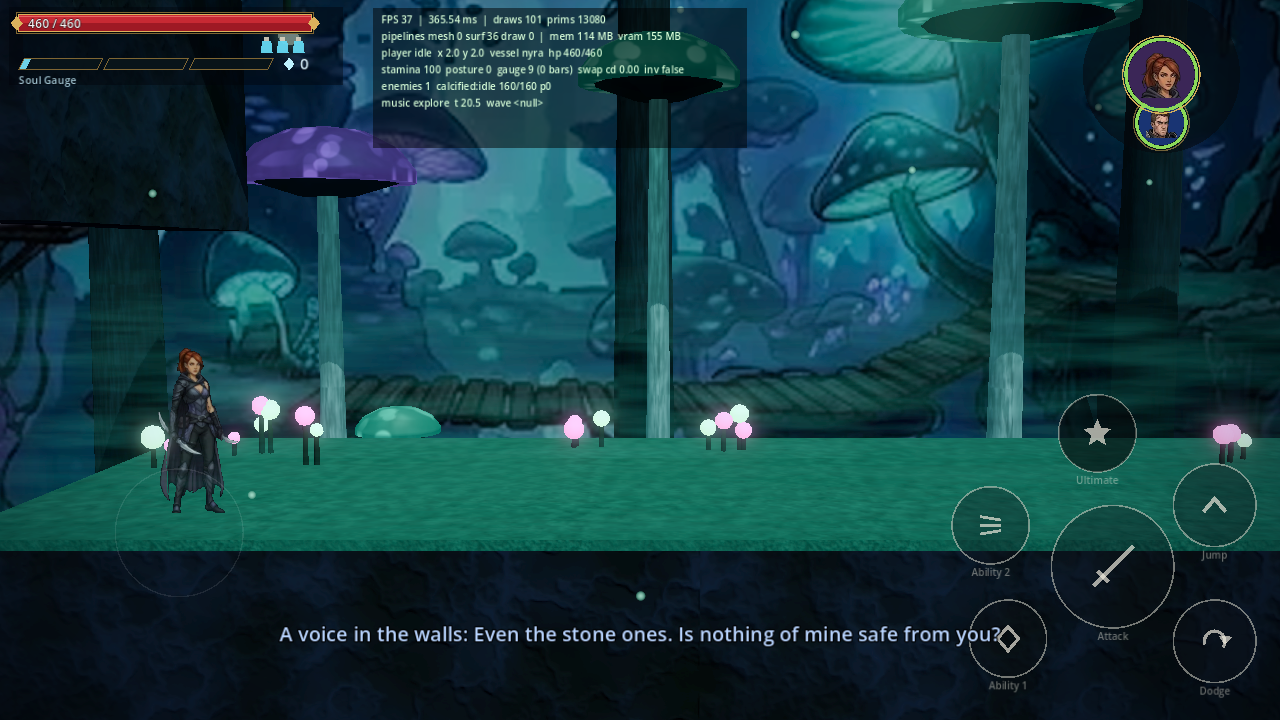 460 / 460
Soul Gauge
0
FPS 37 | 365.54 ms | draws 101 prims 13080
pipelines mesh 0 surf 36 draw 0 | mem 114 MB vram 155 MB
player idle x 2.0 y 2.0 vessel nyra hp 460/460
stamina 100 posture 0 gauge 9 (0 bars) swap cd 0.00 inv false
enemies 1 calcified:idle 160/160 p0
music explore t 20.5 wave <null>
Ultimate
Jump
Ability 2
Attack
A voice in the walls: Even the stone ones. Is nothing of mine safe from you?
Ability 1
Dodge